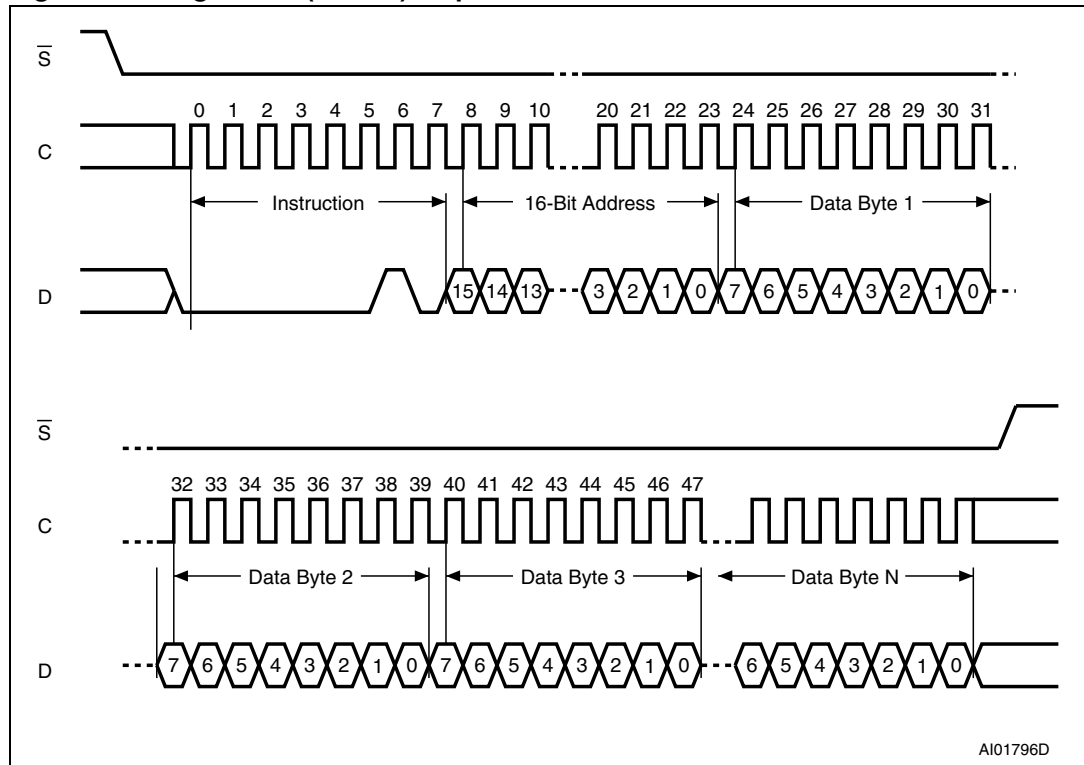 S
0 1 2 3 4 5 6 7 8 9 10 20 21 22 23 24 25 26 27 28 29 30 31
C
Instruction 16-Bit Address Data Byte 1
D 15 14 13 3 2 1 0 7 6 5 4 3 2 1 0
S
32 33 34 35 36 37 38 39 40 41 42 43 44 45 46 47
C
Data Byte 2 Data Byte 3 Data Byte N
D 7 6 5 4 3 2 1 0 7 6 5 4 3 2 1 0 6 5 4 3 2 1 0
AI01796D